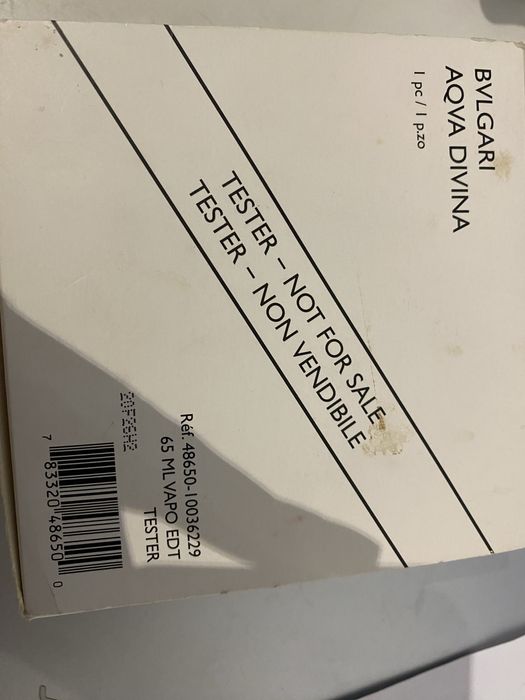 BVLGARI
AQVA DIVINA
1 pc / 1 p.zo
TESTER – NOT FOR SALE
TESTER – NON VENDIBILE
Réf. 48650-10036229
65 ML VAPO EDT
TESTER
7 83320 48650 0